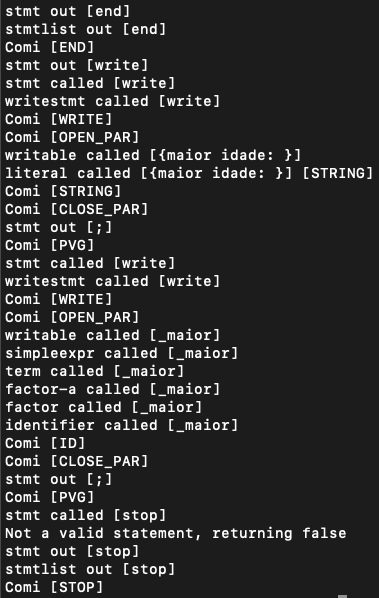 stmt out [end]
stmtlist out [end]
Comi [END]
stmt out [write]
stmt called [write]
writestmt called [write]
Comi [WRITE]
Comi [OPEN_PAR]
writable called [{maior idade: }]
literal called [{maior idade: }] [STRING]
Comi [STRING]
Comi [CLOSE_PAR]
stmt out [;]
Comi [PVG]
stmt called [write]
writestmt called [write]
Comi [WRITE]
Comi [OPEN_PAR]
writable called [_maior]
simpleexpr called [_maior]
term called [_maior]
factor-a called [_maior]
factor called [_maior]
identifier called [_maior]
Comi [ID]
Comi [CLOSE_PAR]
stmt out [;]
Comi [PVG]
stmt called [stop]
Not a valid statement, returning false
stmt out [stop]
stmtlist out [stop]
Comi [STOP]